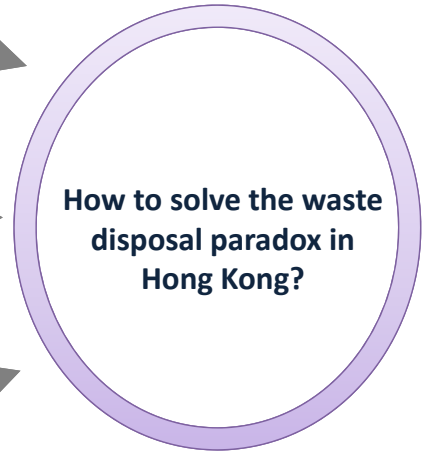 How to solve the waste
disposal paradox in
Hong Kong?